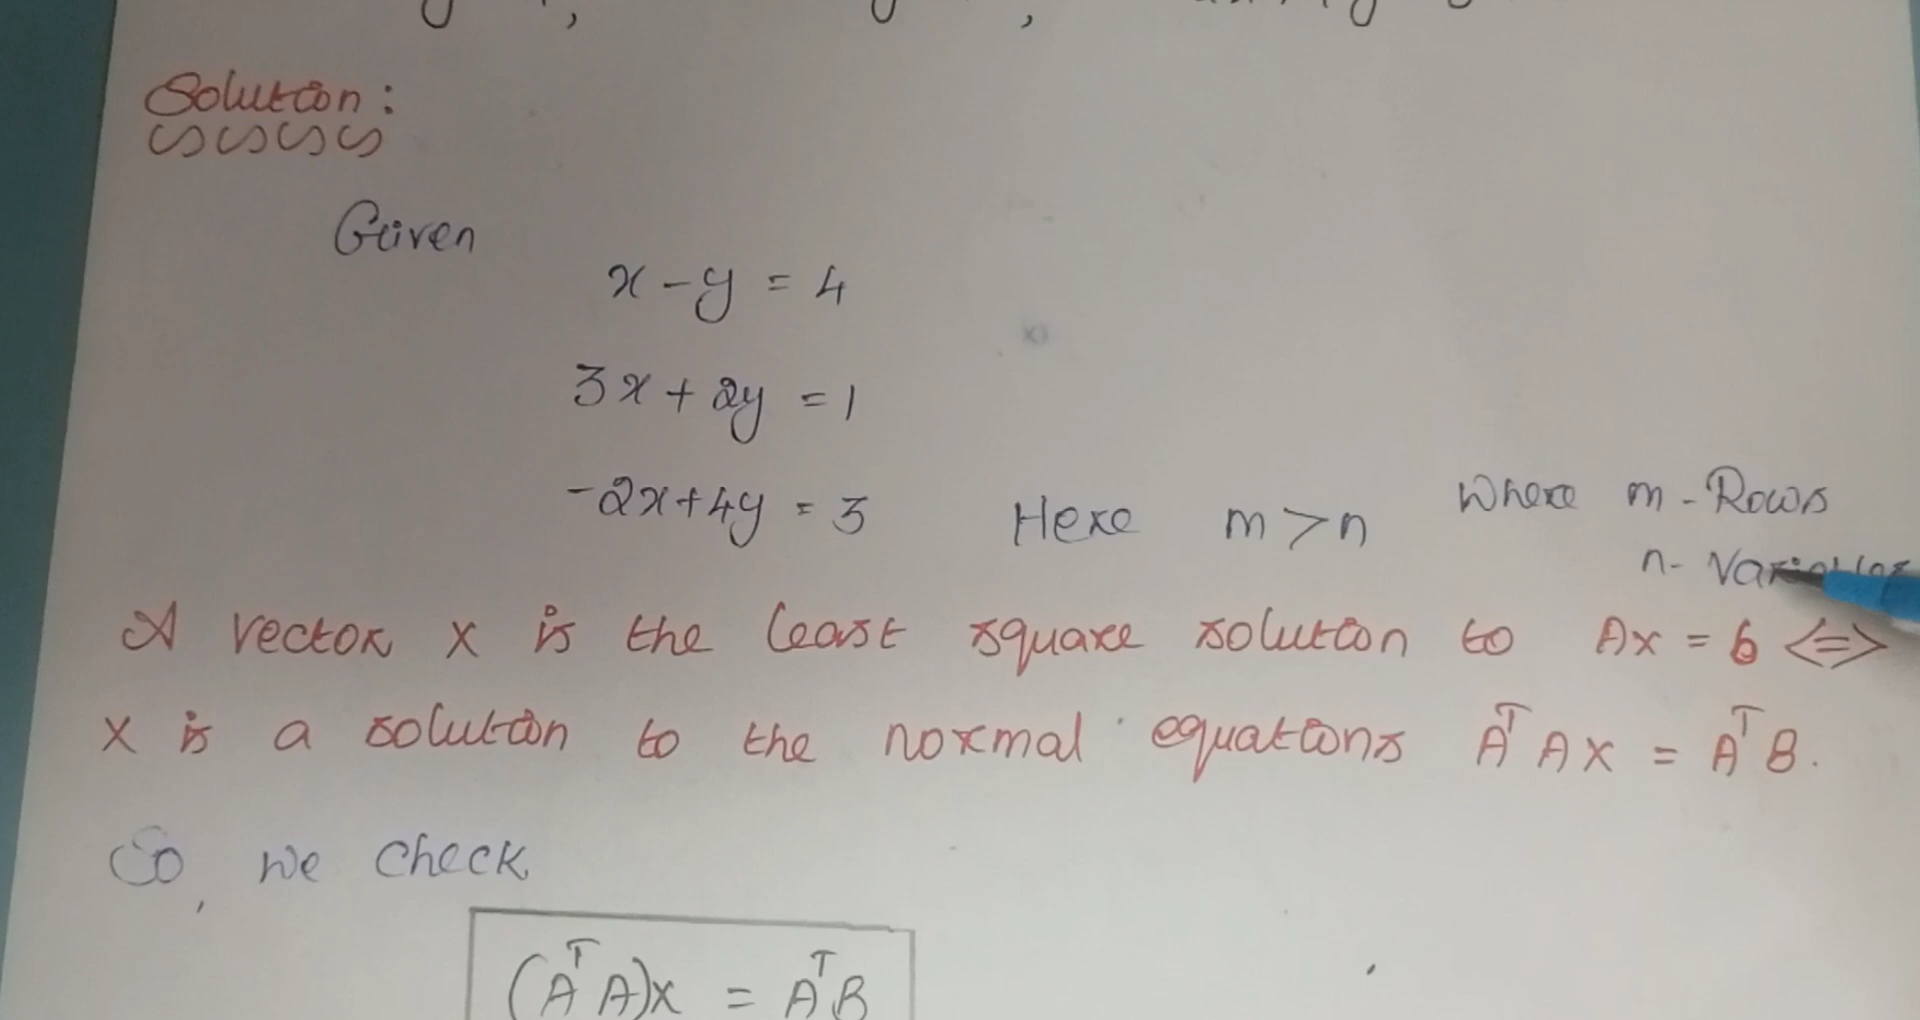 Solution:
Given
x - y = 4
3x + 2y = 1
-2x + 4y = 3
Here m > n
Where m - Rows
n - Variables
A vector x is the least square solution to Ax = b <=>
x is a solution to the normal equations AᵀAx = AᵀB.
So, we check
(AᵀA)x = AᵀB